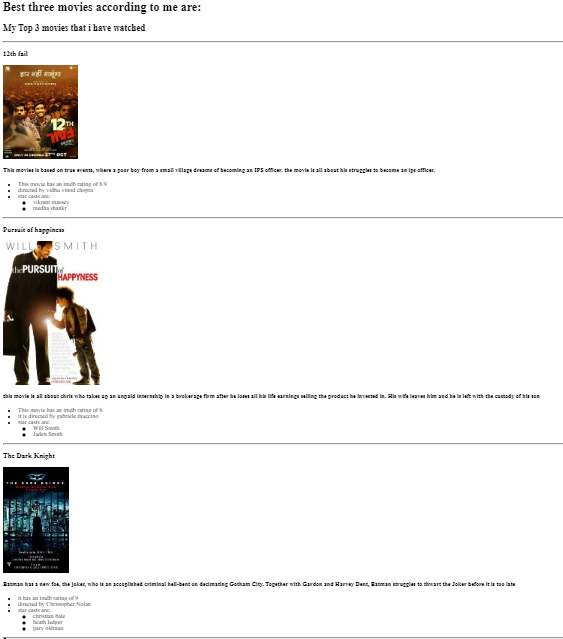 Best three movies according to me are:
My Top 3 movies that i have watched
12th fail
हार नहीं मानूंगा
12TH
FAIL
27TH OCT
This movies is based on true events, where a poor boy from a small village dreams of becoming an IPS officer. the movie is all about his struggles to become an ips officer.
This movie has an imdb rating of 8.9
directed by vidhu vinod chopra
star casts are:
vikrant massey
medha shankr
Pursuit of happiness
WILL SMITH
the PURSUIT of
HAPPYNESS
this movie is all about chris who takes up an unpaid internship in a brokerage firm after he loses all his life earnings selling the product he invested in. His wife leaves him and he is left with the custody of his son
This movie has an imdb rating of 8
it is directed by gabriele muccino
star casts are:
Will Smith
Jaden Smith
The Dark Knight
THE DARK KNIGHT
Batman has a new foe, the joker, who is an accoplished criminal hell-bent on decimating Gotham City. Together with Gardon and Harvey Dent, Batman struggles to thwart the Joker before it is too late
it has an imdb rating of 9
directed by Christopher Nolan
star casts are:
christian bale
heath ledger
gary oldman